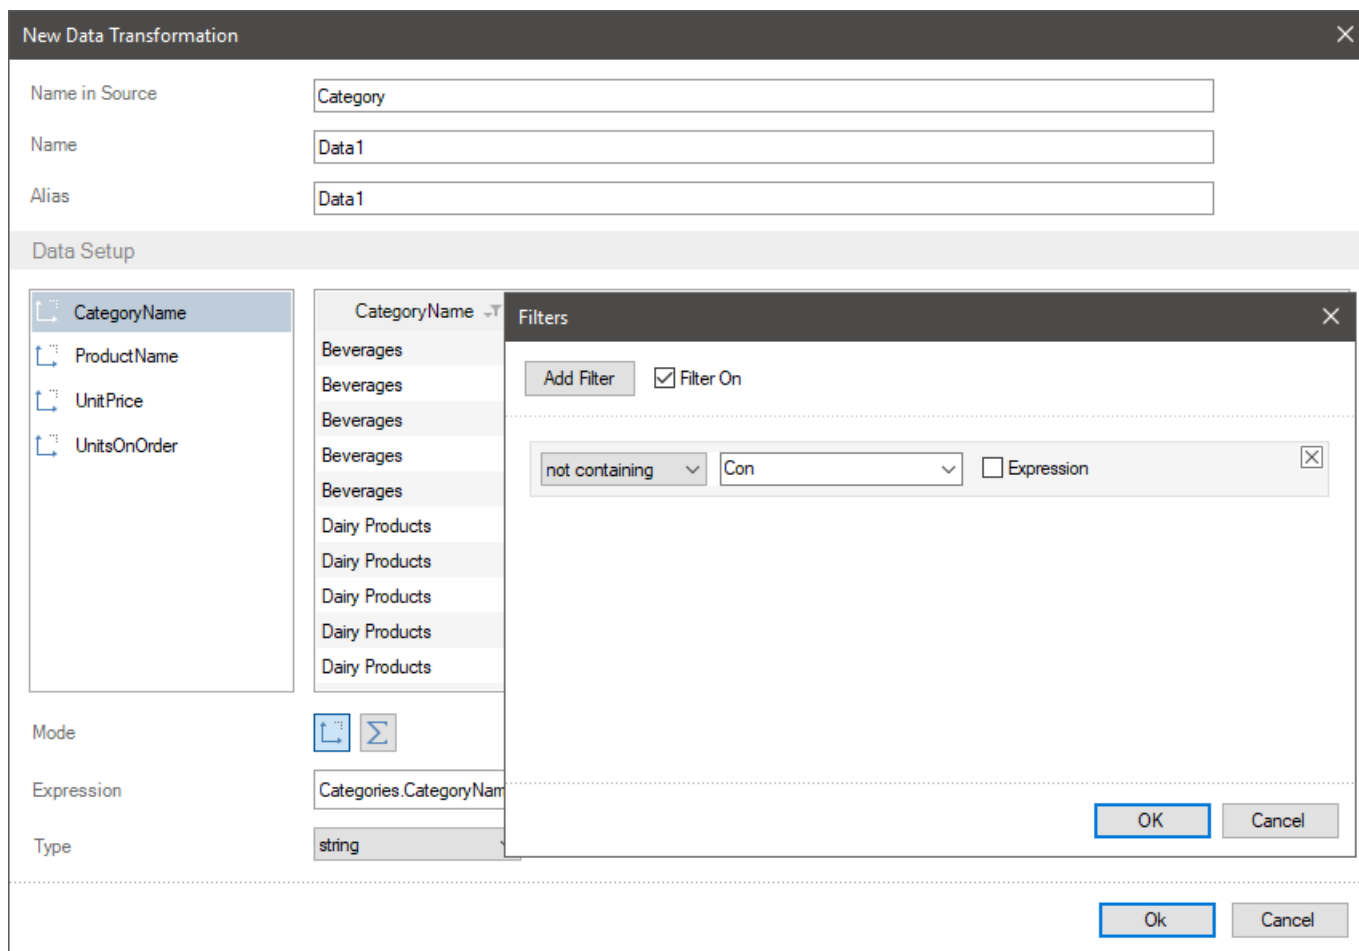 New Data Transformation
Name in Source
Category
Name
Data1
Alias
Data1
Data Setup
CategoryName
ProductName
UnitPrice
UnitsOnOrder
CategoryName
Beverages
Beverages
Beverages
Beverages
Beverages
Dairy Products
Dairy Products
Dairy Products
Dairy Products
Dairy Products
Filters
Add Filter
Filter On
not containing
Con
Expression
OK
Cancel
Mode
Expression
Categories.CategoryNam
Type
string
Ok
Cancel